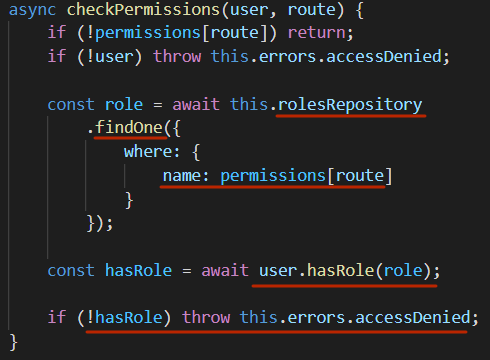 async checkPermissions(user, route) {
    if (!permissions[route]) return;
    if (!user) throw this.errors.accessDenied;

    const role = await this.rolesRepository
        .findOne({
            where: {
                name: permissions[route]
            }
        });

    const hasRole = await user.hasRole(role);

    if (!hasRole) throw this.errors.accessDenied;
}